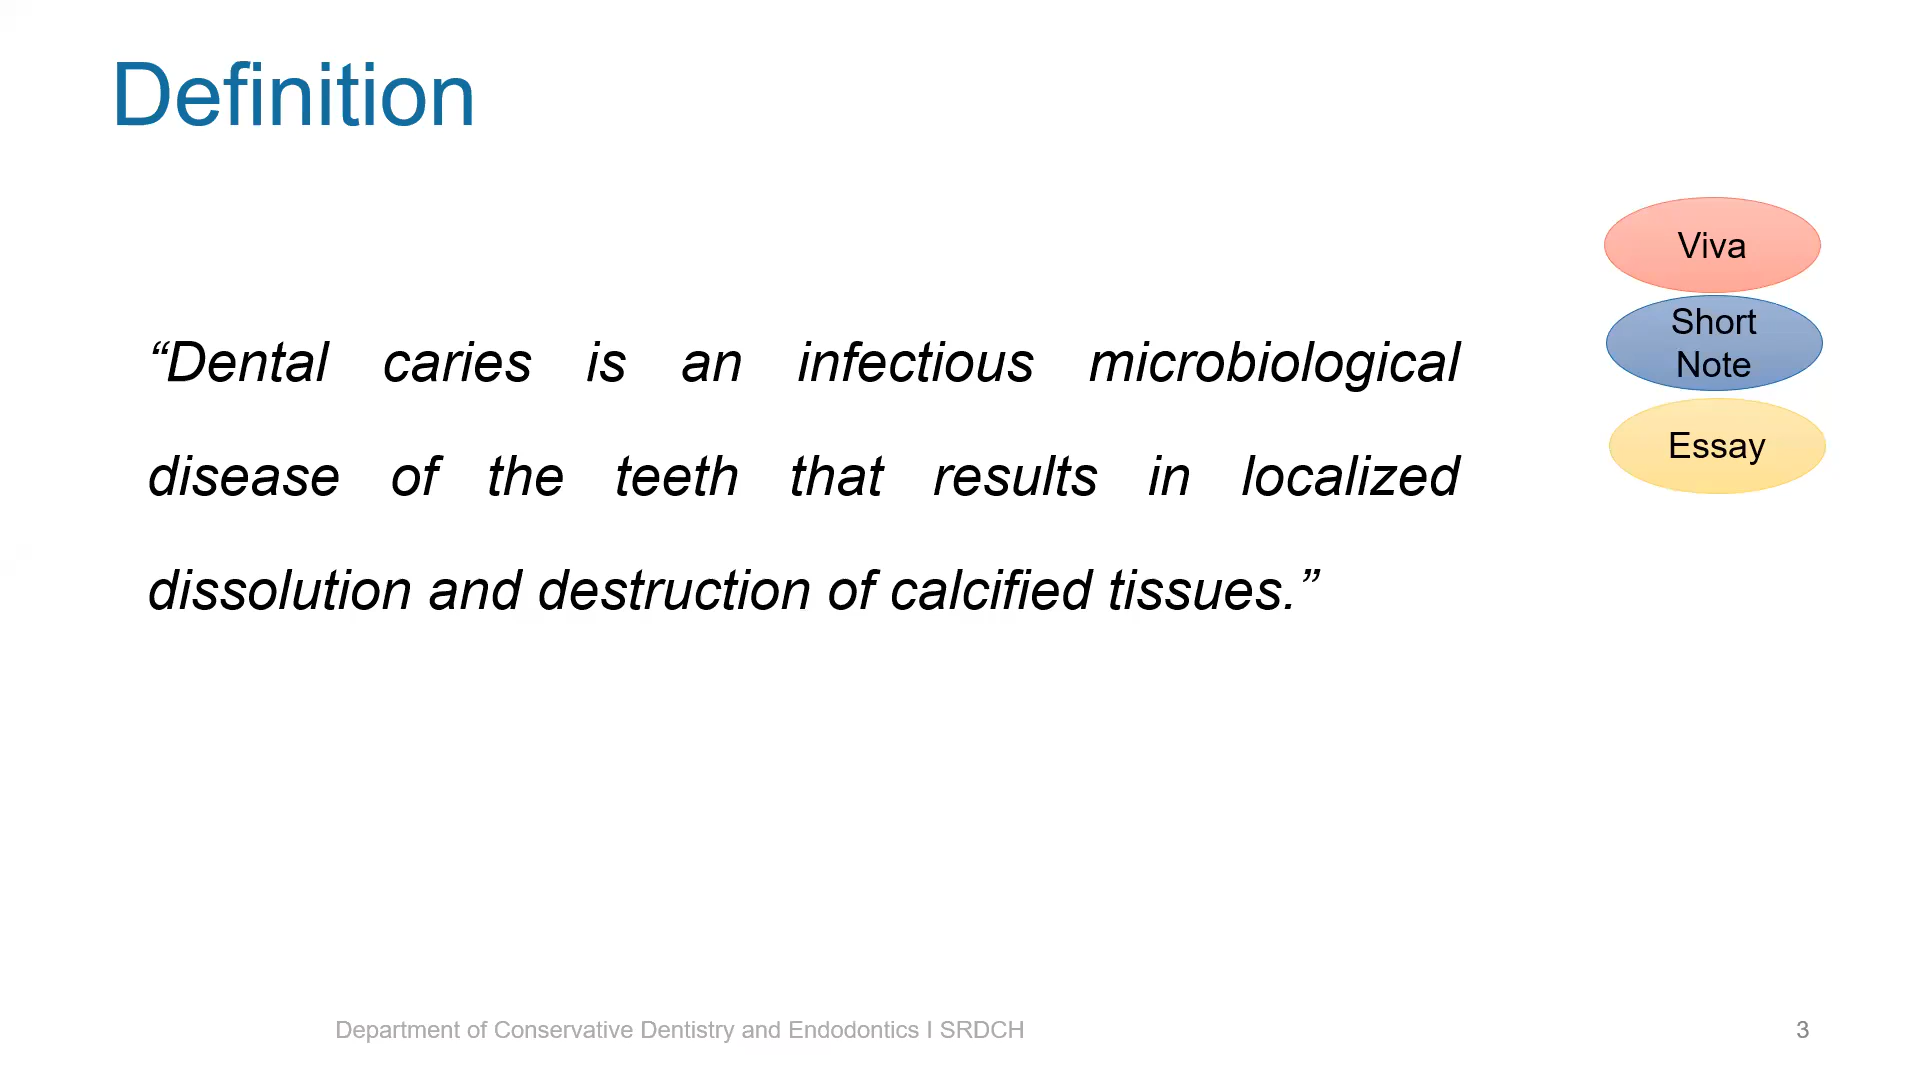 Definition
“Dental caries is an infectious microbiological
disease of the teeth that results in localized
dissolution and destruction of calcified tissues.”
Viva
Short
Note
Essay
Department of Conservative Dentistry and Endodontics I SRDCH
3